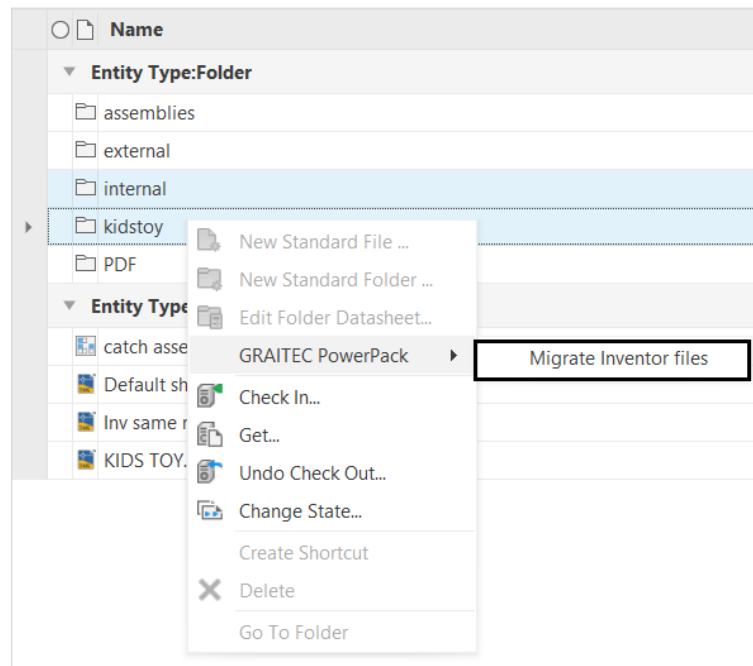 Name
Entity Type:Folder
assemblies
external
internal
kidstoy
PDF
Entity Type
catch asse
Default sh
Inv same
KIDS TOY.
New Standard File ...
New Standard Folder ...
Edit Folder Datasheet...
GRAITEC PowerPack
Migrate Inventor files
Check In...
Get...
Undo Check Out...
Change State...
Create Shortcut
Delete
Go To Folder